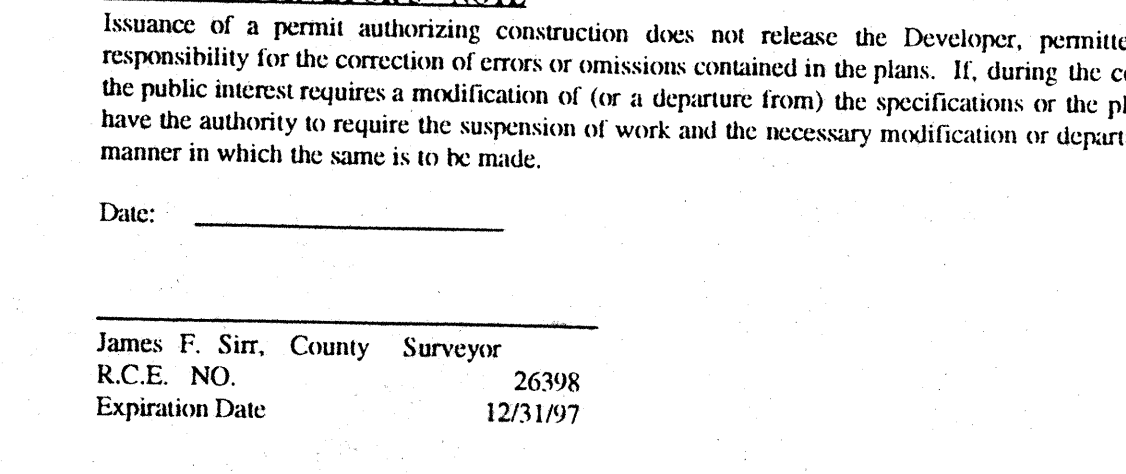 Issuance of a permit authorizing construction does not release the Developer,
responsibility for the correction of errors or omissions contained in the plans. If, during the
the public interest requires a modification of (or a departure from) the specifications or the
have the authority to require the suspension of work and the necessary modification or
manner in which the same is to be made.
Date:
James F. Sirr, County Surveyor
R.C.E. NO. 26398
Expiration Date 12/31/97